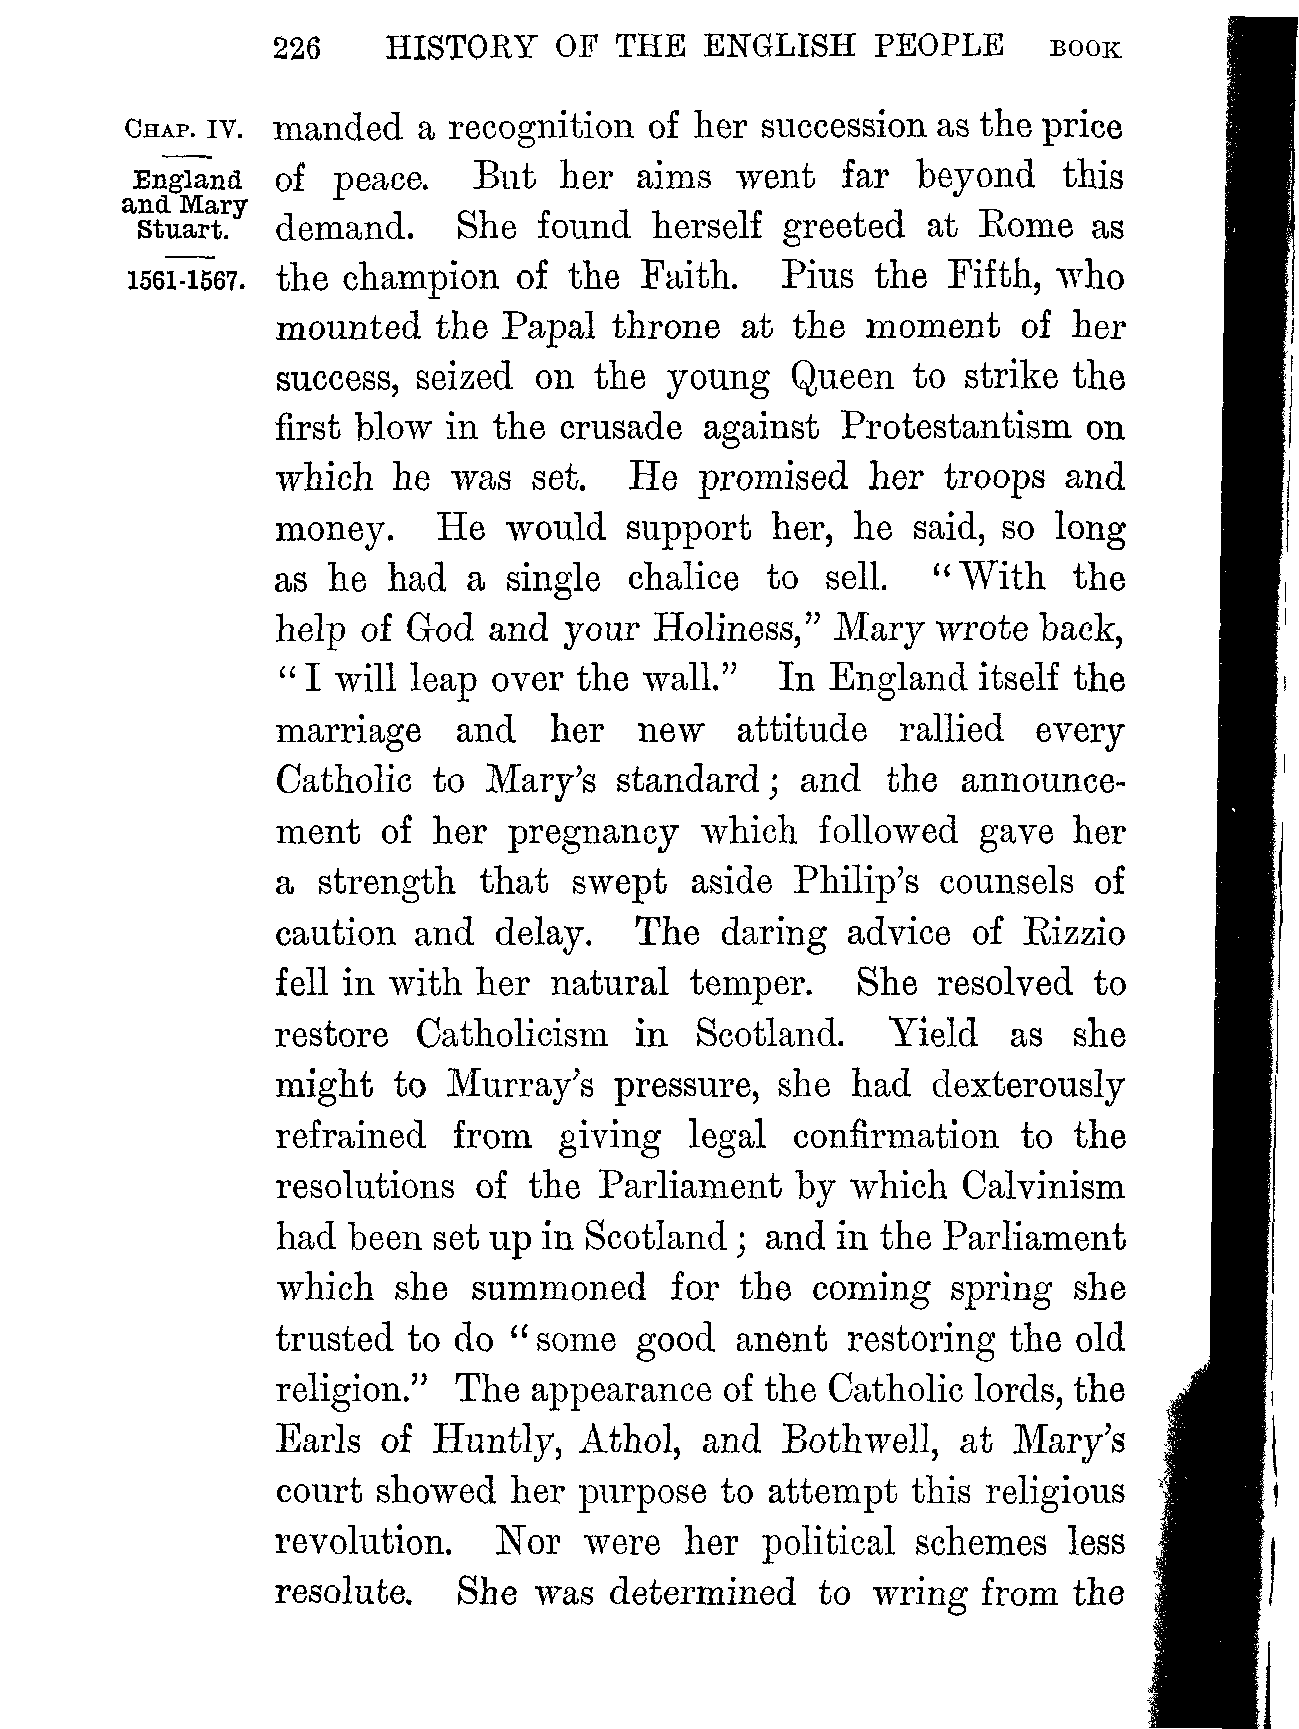 226 HISTORY OF THE ENGLISH PEOPLE BOOK
CHAP. IV.
England
and Mary
Stuart.
1561-1567.
manded a recognition of her succession as the price
of peace. But her aims went far beyond this
demand. She found herself greeted at Rome as
the champion of the Faith. Pius the Fifth, who
mounted the Papal throne at the moment of her
success, seized on the young Queen to strike the
first blow in the crusade against Protestantism on
which he was set. He promised her troops and
money. He would support her, he said, so long
as he had a single chalice to sell. “With the
help of God and your Holiness,” Mary wrote back,
“I will leap over the wall.” In England itself the
marriage and her new attitude rallied every
Catholic to Mary’s standard; and the announce-
ment of her pregnancy which followed gave her
a strength that swept aside Philip’s counsels of
caution and delay. The daring advice of Rizzio
fell in with her natural temper. She resolved to
restore Catholicism in Scotland. Yield as she
might to Murray’s pressure, she had dexterously
refrained from giving legal confirmation to the
resolutions of the Parliament by which Calvinism
had been set up in Scotland; and in the Parliament
which she summoned for the coming spring she
trusted to do “some good anent restoring the old
religion.” The appearance of the Catholic lords, the
Earls of Huntly, Athol, and Bothwell, at Mary’s
court showed her purpose to attempt this religious
revolution. Nor were her political schemes less
resolute. She was determined to wring from the